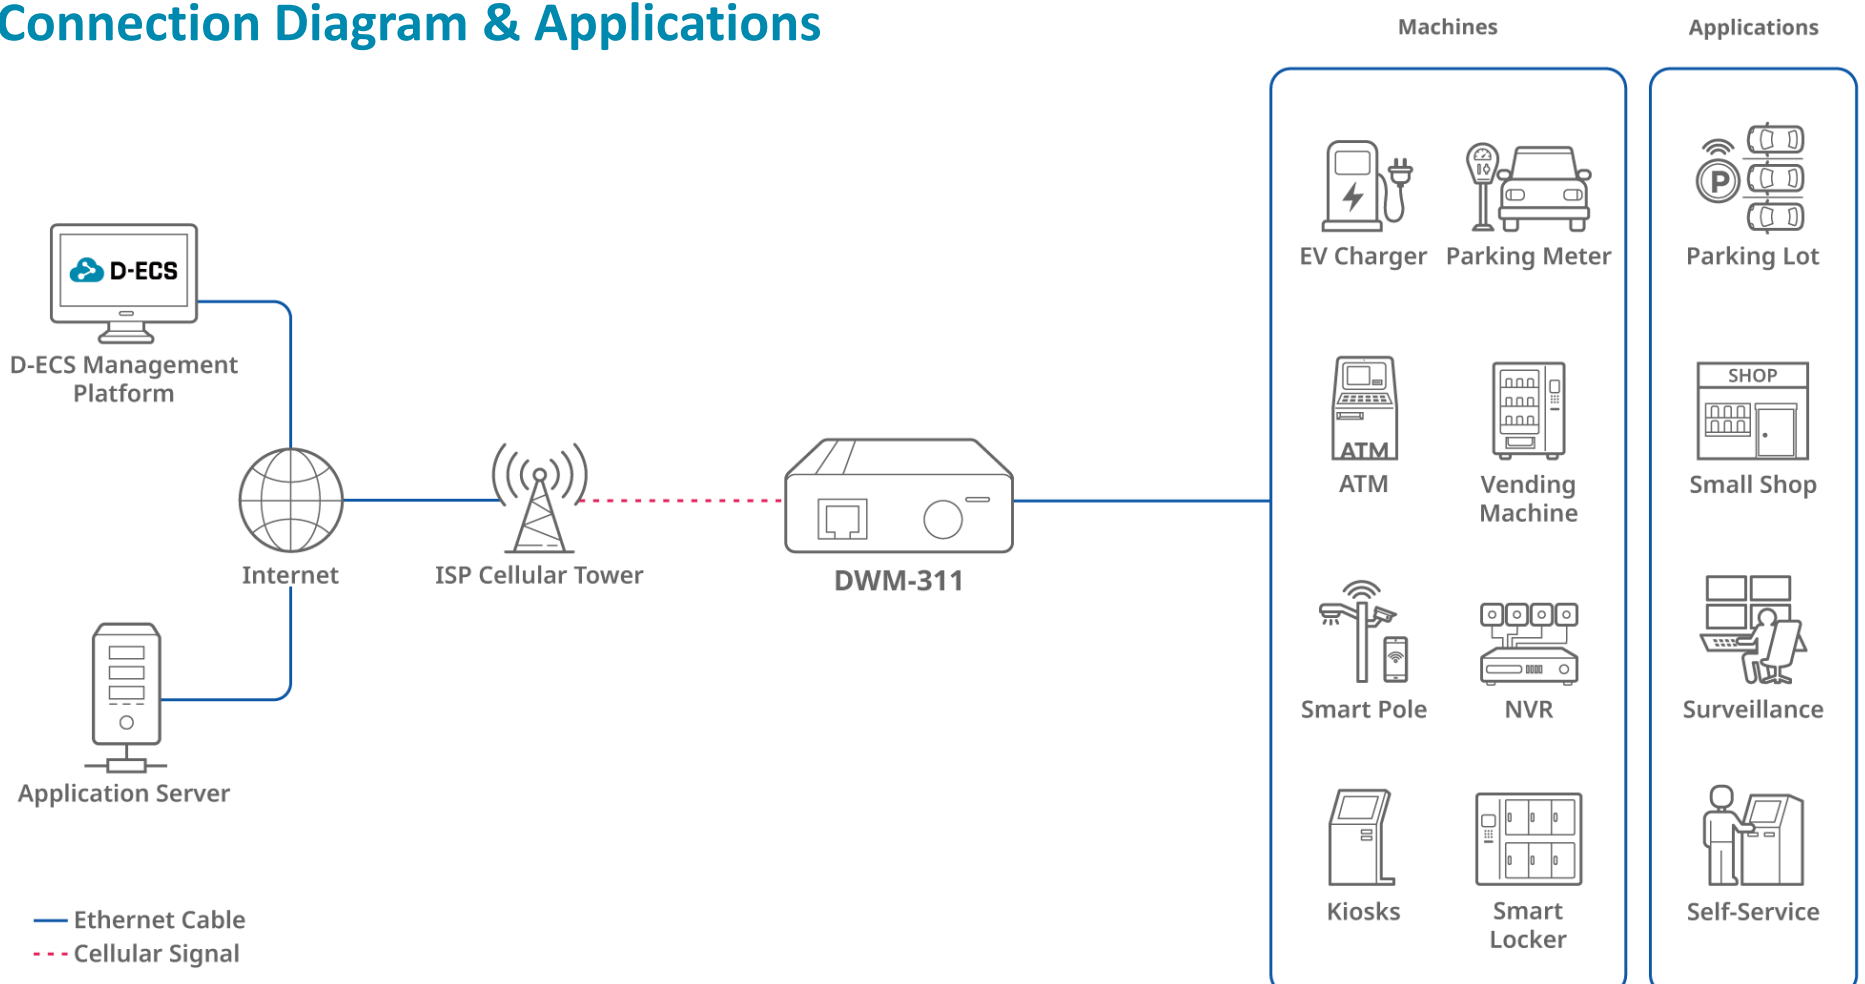 Connection Diagram & Applications
Machines
Applications
EV Charger
Parking Meter
Parking Lot
P
D-ECS
D-ECS Management
Platform
ATM
ATM
Vending
Machine
SHOP
Small Shop
Internet
ISP Cellular Tower
DWM-311
Smart Pole
NVR
Surveillance
Application Server
Kiosks
Smart
Locker
Self-Service
Ethernet Cable
Cellular Signal